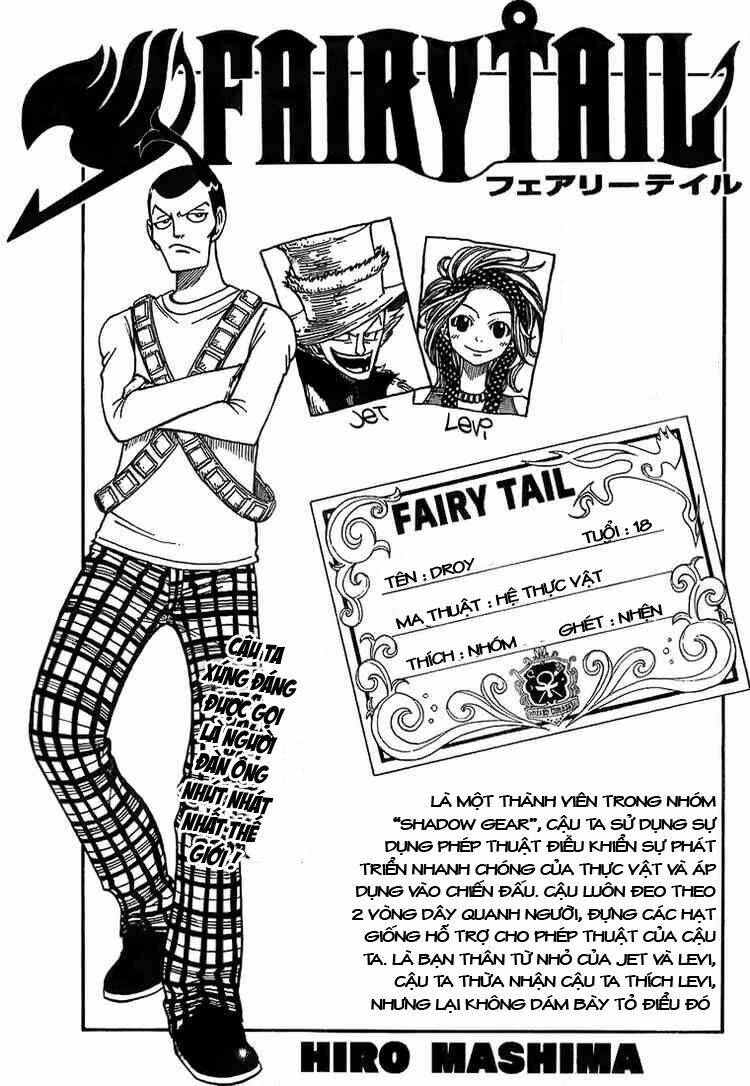 FAIRY TAIL
フェアリーテイル
JET
LEVI
FAIRY TAIL
TÊN : DROY
TUỔI : 18
MA THUẬT : HỆ THỰC VẬT
THÍCH : NHÓM
GHÉT : NHỆN
CẬU TA
XỨNG ĐÁNG
ĐƯỢC GỌI
LÀ NGƯỜI
ĐÀN ÔNG
NHÚT NHÁT
NHẤT THẾ
GIỚI !
LÀ MỘT THÀNH VIÊN TRONG NHÓM
“SHADOW GEAR”, CẬU TA SỬ DỤNG SỰ
DỤNG PHÉP THUẬT ĐIỀU KHIỂN SỰ PHÁT
TRIỂN NHANH CHÓNG CỦA THỰC VẬT VÀ ÁP
DỤNG VÀO CHIẾN ĐẤU. CẬU LUÔN ĐEO THEO
2 VÒNG DÂY QUANH NGƯỜI, ĐỰNG CÁC HẠT
GIỐNG HỖ TRỢ CHO PHÉP THUẬT CỦA CẬU
TA. LÀ BẠN THÂN TỪ NHỎ CỦA JET VÀ LEVI,
CẬU TA THỪA NHẬN CẬU TA THÍCH LEVI,
NHƯNG LẠI KHÔNG DÁM BÀY TỎ ĐIỀU ĐÓ
HIRO MASHIMA